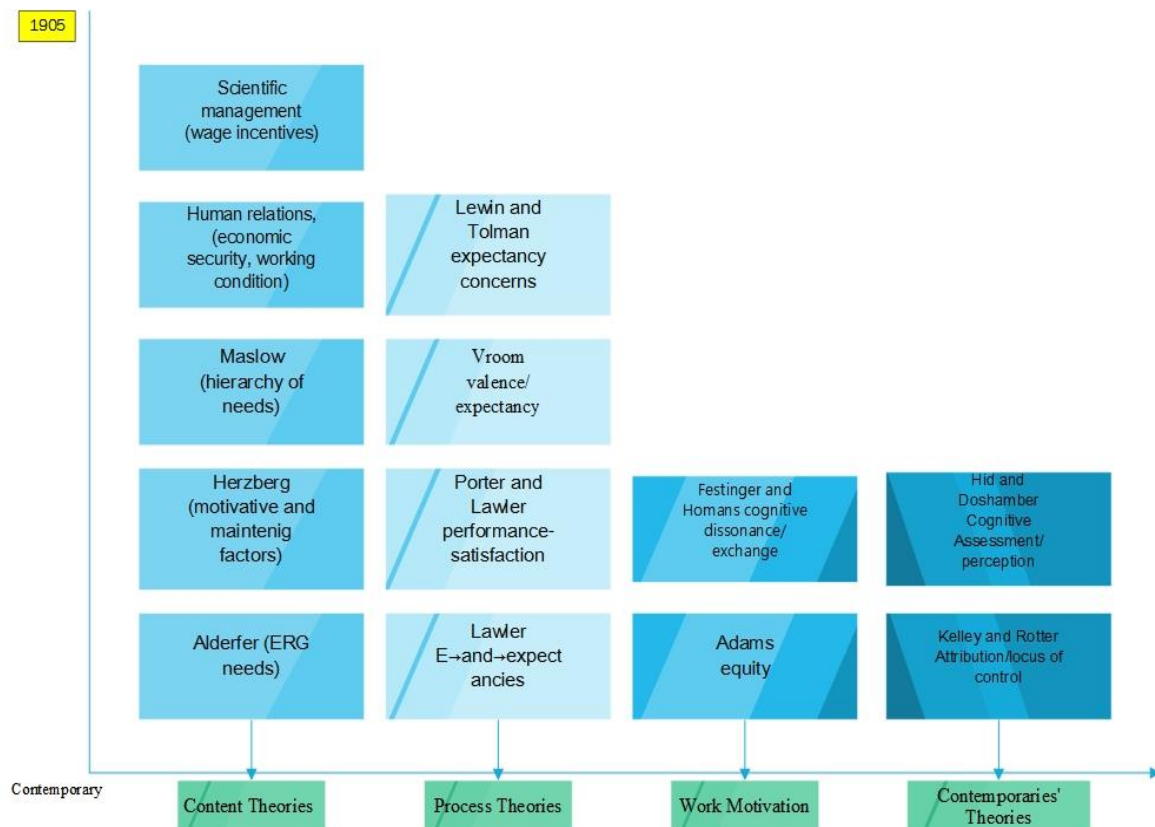 1905
Scientific
management
(wage incentives)
Human relations,
(economic
security, working
condition)
Lewin and
Tolman
expectancy
concerns
Maslow
(hierarchy of
needs)
Vroom
valence/
expectancy
Herzberg
(motivative and
maintenig
factors)
Porter and
Lawler
performance-
satisfaction
Festinger and
Homans cognitive
dissonance/
exchange
Hid and
Doshamber
Cognitive
Assessment/
perception
Alderfer (ERG
needs)
Lawler
E→and→expect
ancies
Adams
equity
Kelley and Rotter
Attribution/locus of
control
Contemporary
Content Theories
Process Theories
Work Motivation
Contemporaries'
Theories